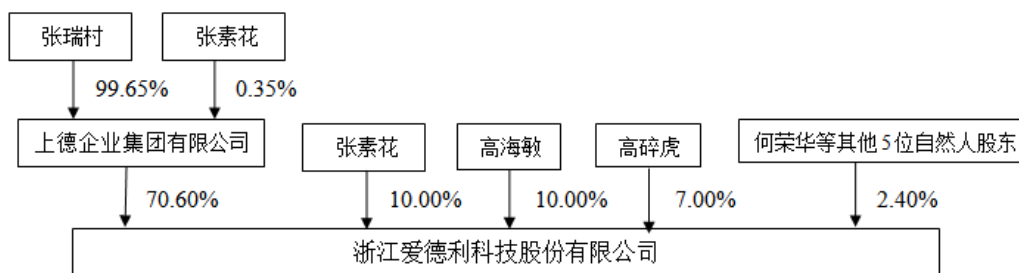 张瑞村
张素花
99.65%
0.35%
上德企业集团有限公司
张素花
高海敏
高碎虎
何荣华等其他5位自然人股东
70.60%
10.00%
10.00%
7.00%
2.40%
浙江爱德利科技股份有限公司